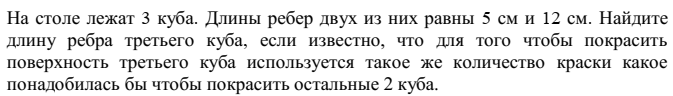 На столе лежат 3 куба. Длины ребер двух из них равны 5 см и 12 см. Найдите
длину ребра третьего куба, если известно, что для того чтобы покрасить
поверхность третьего куба используется такое же количество краски какое
понадобилась бы чтобы покрасить остальные 2 куба.